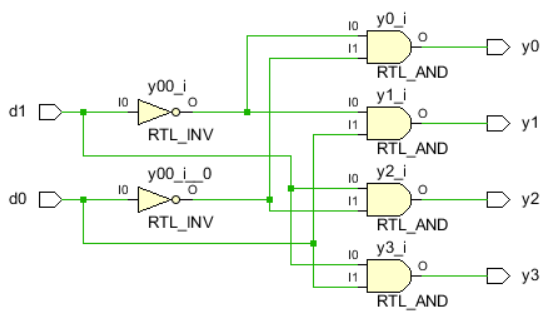 y0_i
I0
O
y0
I1
RTL_AND
y00_i
y1_i
d1
I0
O
I0
O
y1
RTL_INV
I1
RTL_AND
y00_i__0
y2_i
d0
I0
O
I0
O
y2
RTL_INV
I1
RTL_AND
y3_i
I0
O
y3
I1
RTL_AND